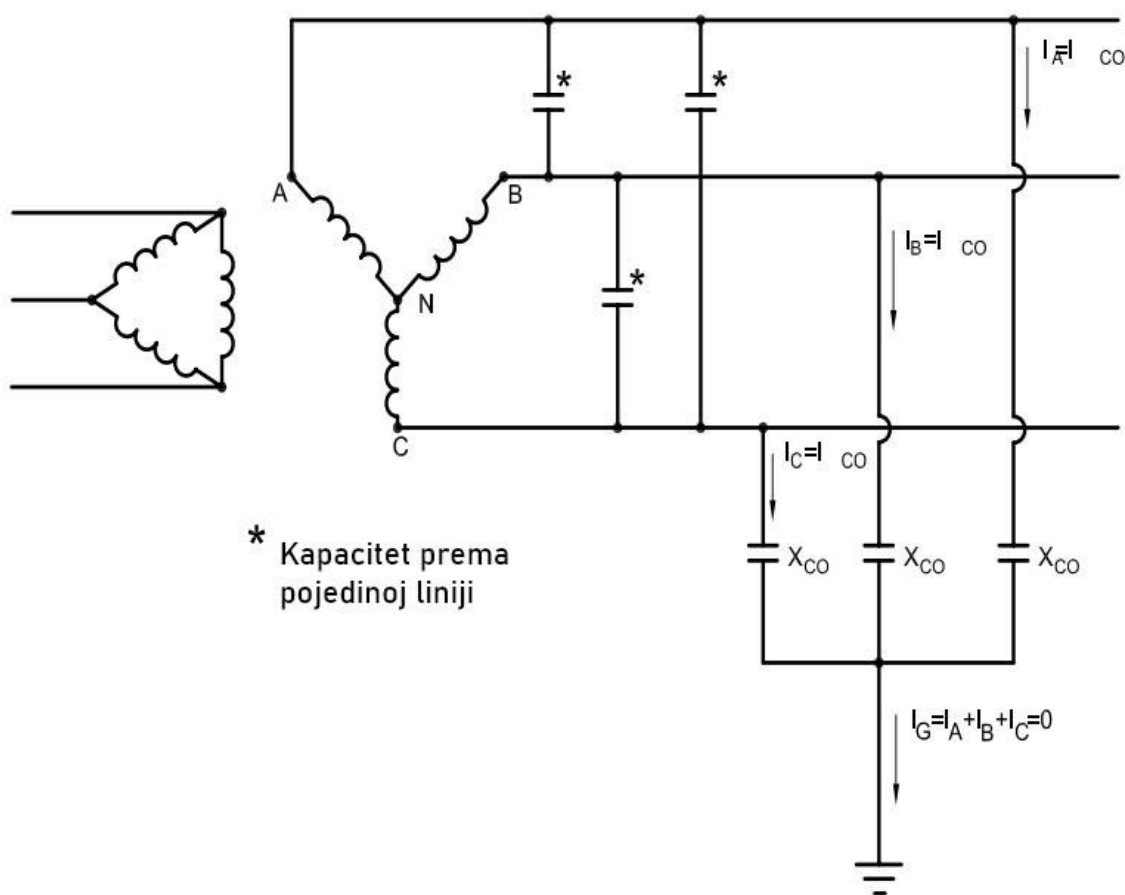 I_A=I_CO
*
*
A
B
I_B=I_CO
*
N
C
I_C=I_CO
* Kapacitet prema
pojedinoj liniji
X_CO
X_CO
X_CO
I_G=I_A+I_B+I_C=0